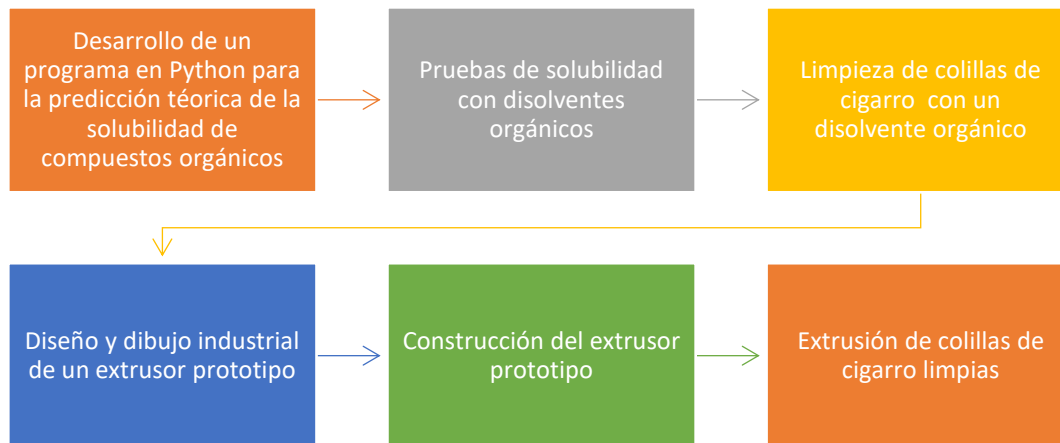 Desarrollo de un
programa en Python para
la predicción téorica de la
solubilidad de
compuestos orgánicos
Pruebas de solubilidad
con disolventes
orgánicos
Limpieza de colillas de
cigarro con un
disolvente orgánico
Diseño y dibujo industrial
de un extrusor prototipo
Construcción del extrusor
prototipo
Extrusión de colillas de
cigarro limpias